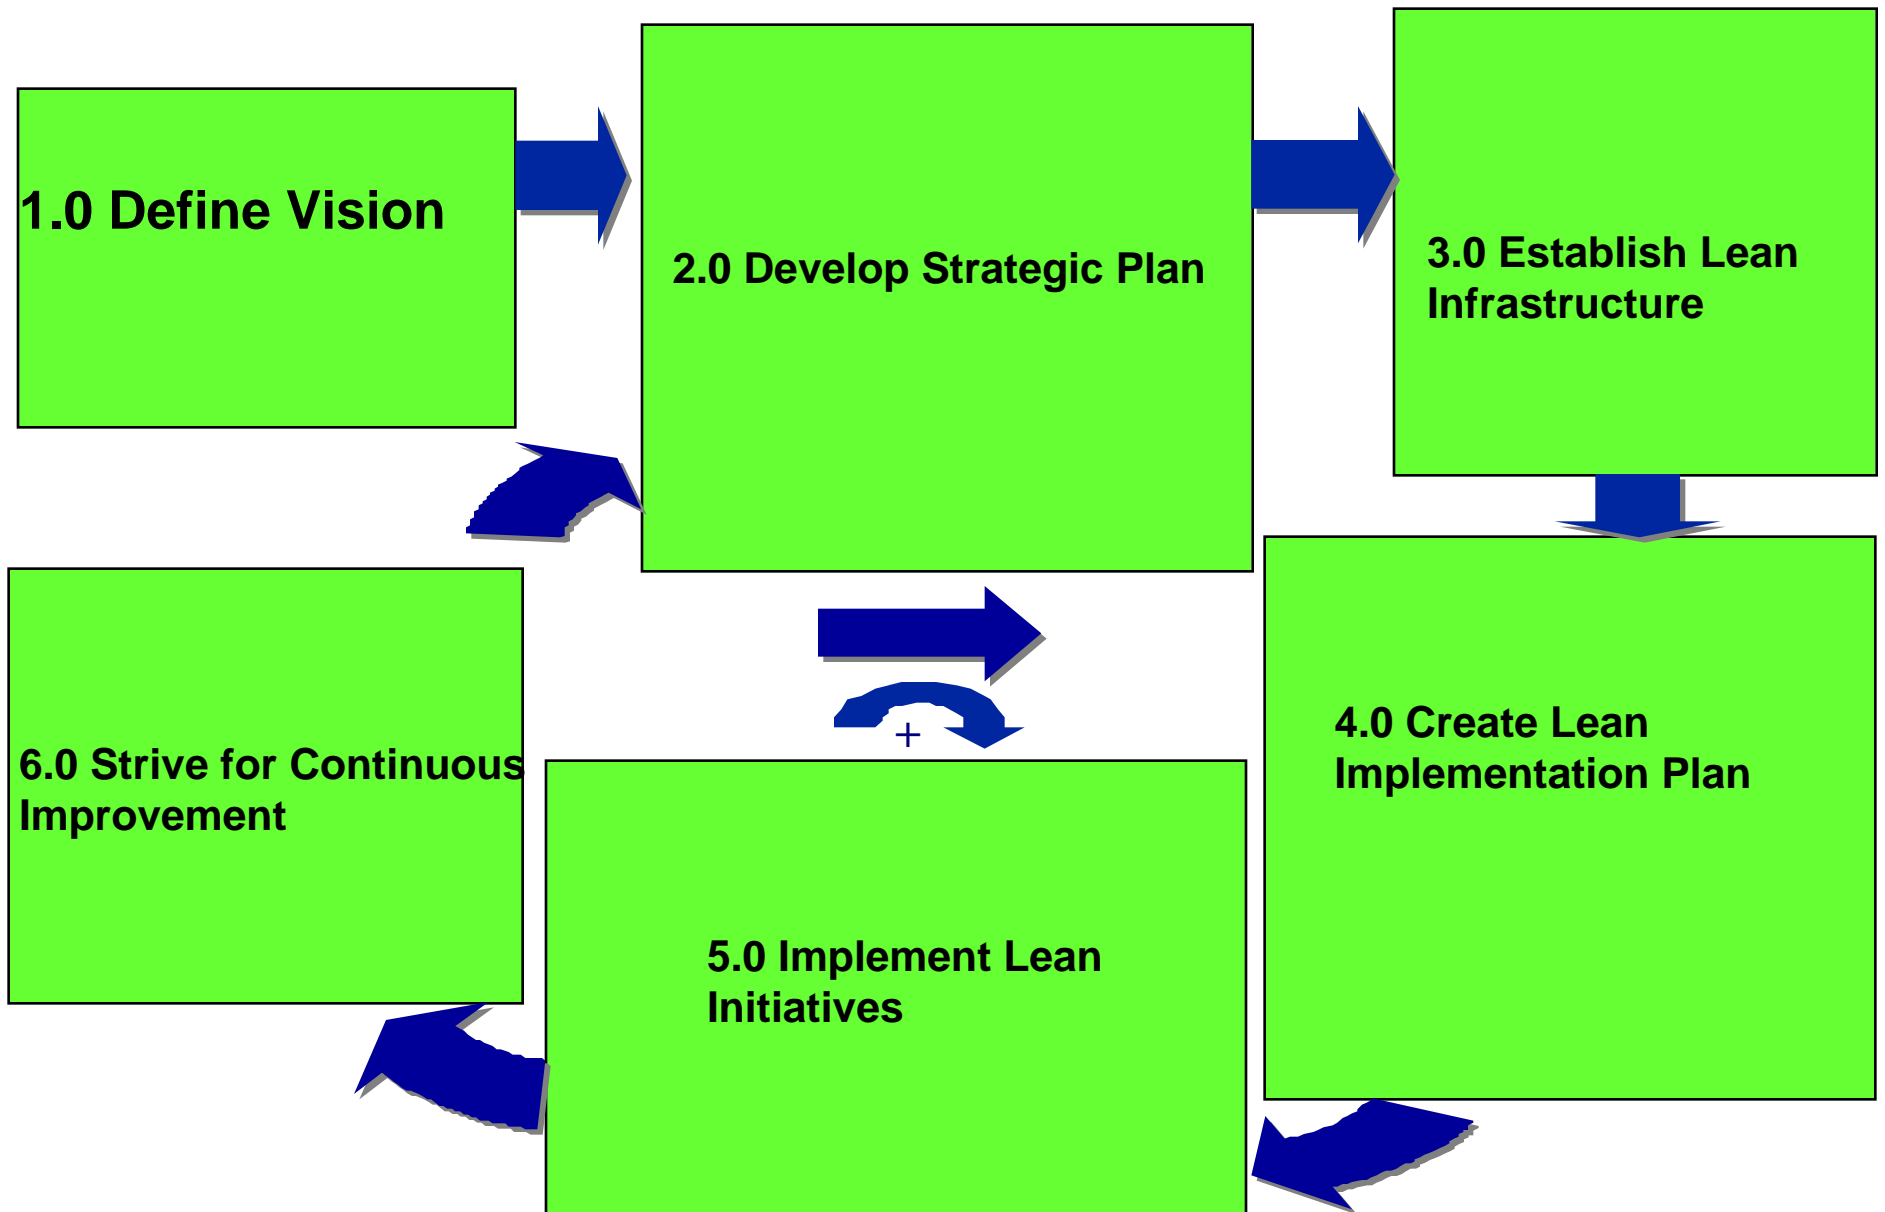 1.0 Define Vision
2.0 Develop Strategic Plan
3.0 Establish Lean
Infrastructure
4.0 Create Lean
Implementation Plan
+
5.0 Implement Lean
Initiatives
6.0 Strive for Continuous
Improvement